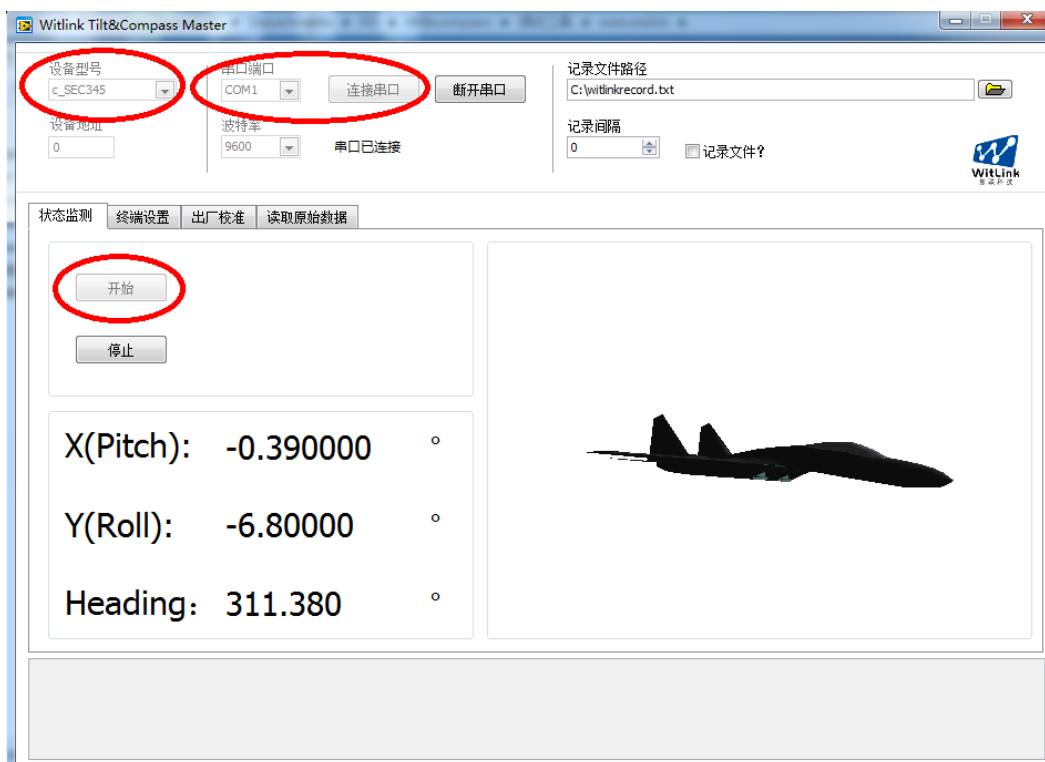 Witlink Tilt&Compass Master
设备型号
c_SEC345
设备地址
0
串口端口
COM1
连接串口
断开串口
波特率
9600
串口已连接
记录文件路径
C:\witlinkrecord.txt
记录间隔
0
记录文件?
WitLink
状态监测
终端设置
出厂校准
读取原始数据
开始
停止
X(Pitch): -0.390000 °
Y(Roll): -6.80000 °
Heading: 311.380 °